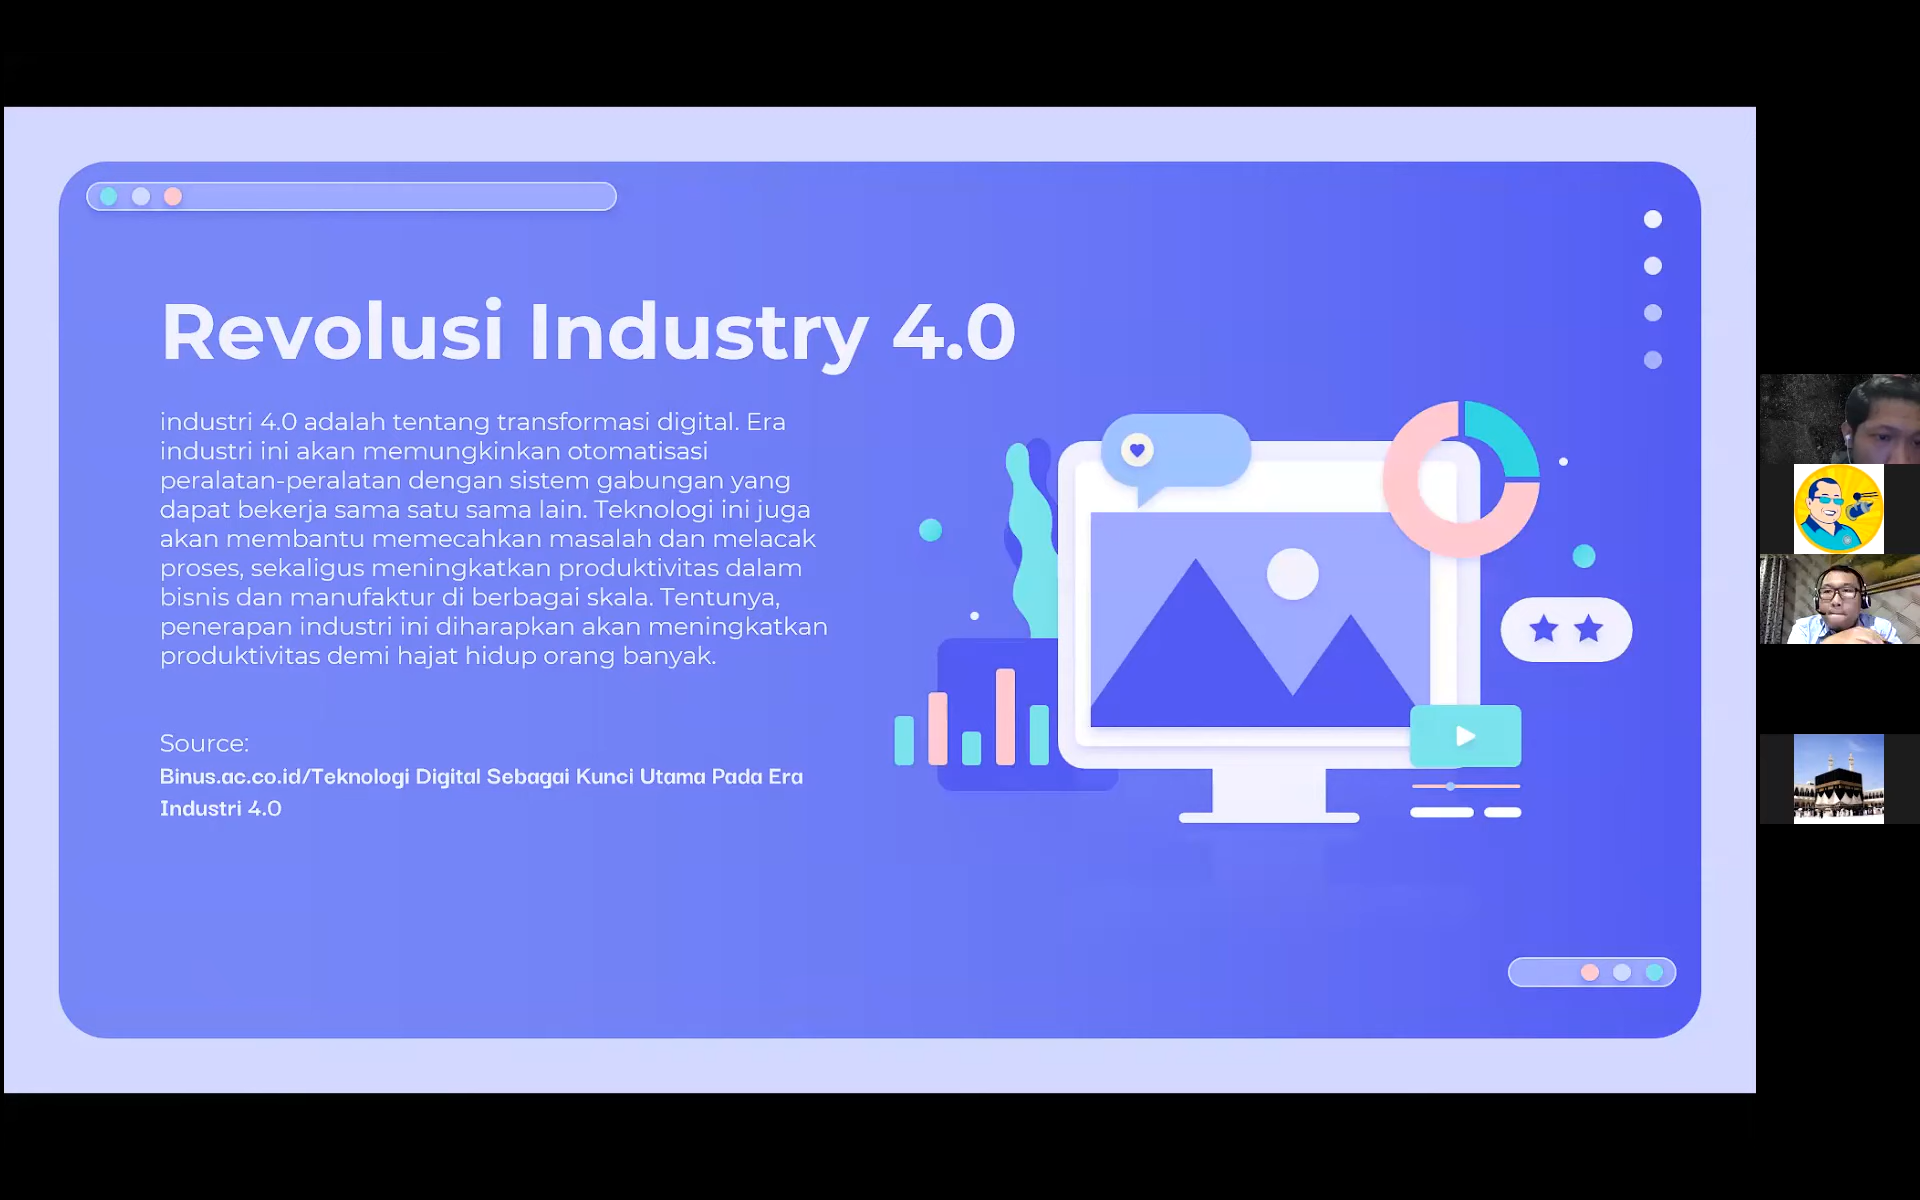 Revolusi Industry 4.0
industri 4.0 adalah tentang transformasi digital. Era
industri ini akan memungkinkan otomatisasi
peralatan-peralatan dengan sistem gabungan yang
dapat bekerja sama satu sama lain. Teknologi ini juga
akan membantu memecahkan masalah dan melacak
proses, sekaligus meningkatkan produktivitas dalam
bisnis dan manufaktur di berbagai skala. Tentunya,
penerapan industri ini diharapkan akan meningkatkan
produktivitas demi hajat hidup orang banyak.
Source:
Binus.ac.co.id/Teknologi Digital Sebagai Kunci Utama Pada Era
Industri 4.0